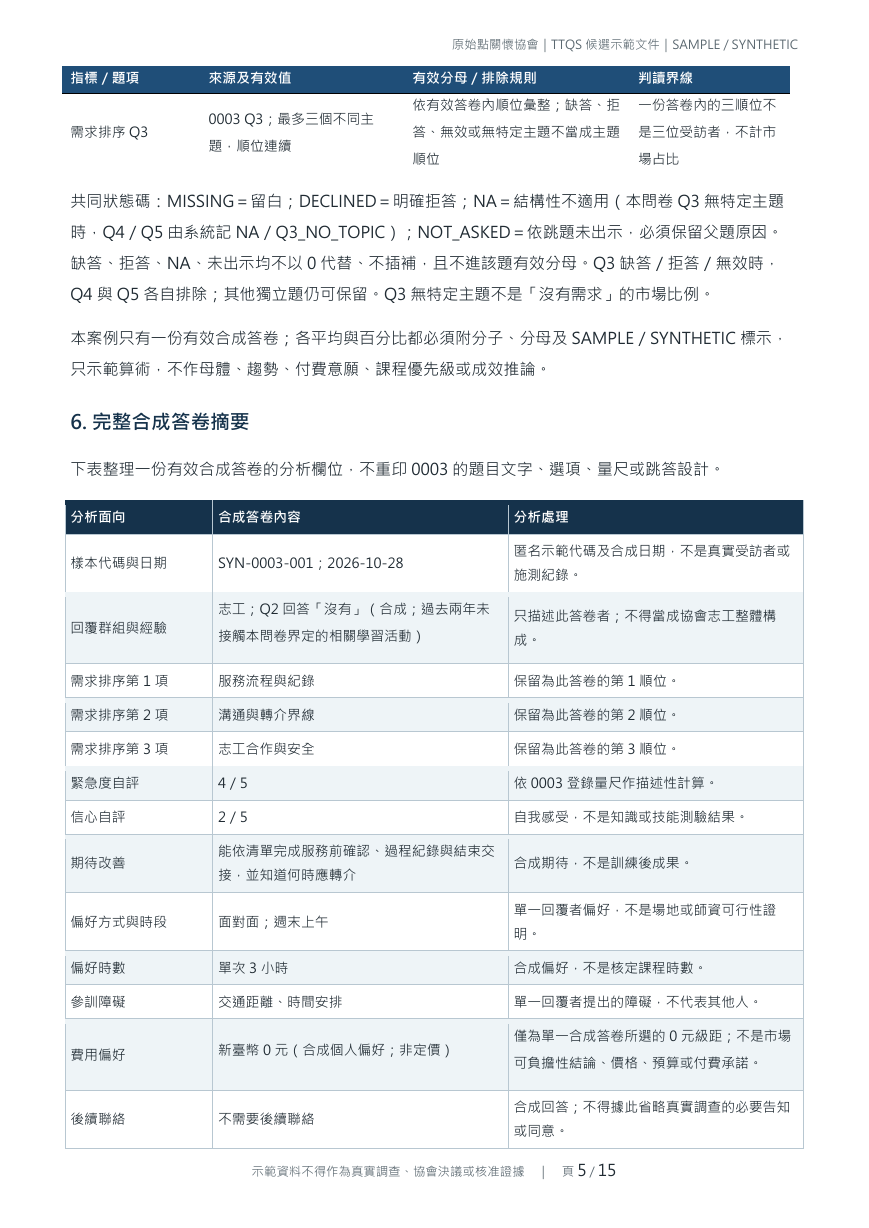 原始點關懷協會 | TTQS 候選示範文件 | SAMPLE / SYNTHETIC
指標 / 題項 來源及有效值 有效分母 / 排除規則 判讀界線
需求排序 Q3
0003 Q3；最多三個不同主
題，順位連續
依有效答卷內順位彙整；缺答、拒
答、無效或無特定主題不當成主題
順位
一份答卷內的三順位不
是三位受訪者，不計市
場占比
共同狀態碼：MISSING＝留白；DECLINED＝明確拒答；NA＝結構性不適用（本問卷 Q3 無特定主題
時，Q4 / Q5 由系統記 NA / Q3_NO_TOPIC）；NOT_ASKED＝依跳題未出示，必須保留父題原因。
缺答、拒答、NA、未出示均不以 0 代替、不插補，且不進該題有效分母。Q3 缺答 / 拒答 / 無效時，
Q4 與 Q5 各自排除；其他獨立題仍可保留。Q3 無特定主題不是「沒有需求」的市場比例。
本案例只有一份有效合成答卷；各平均與百分比都必須附分子、分母及 SAMPLE / SYNTHETIC 標示，
只示範算術，不作母體、趨勢、付費意願、課程優先級或成效推論。
6. 完整合成答卷摘要
下表整理一份有效合成答卷的分析欄位，不重印 0003 的題目文字、選項、量尺或跳答設計。
分析面向 合成答卷內容 分析處理
樣本代碼與日期 SYN-0003-001；2026-10-28
匿名示範代碼及合成日期，不是真實受訪者或
施測紀錄。
回覆群組與經驗
志工；Q2 回答「沒有」（合成；過去兩年未
接觸本問卷界定的相關學習活動）
只描述此答卷者；不得當成協會志工整體構
成。
需求排序第 1 項 服務流程與紀錄 保留為此答卷的第 1 順位。
需求排序第 2 項 溝通與轉介界線 保留為此答卷的第 2 順位。
需求排序第 3 項 志工合作與安全 保留為此答卷的第 3 順位。
緊急度自評 4 / 5 依 0003 登錄量尺作描述性計算。
信心自評 2 / 5 自我感受，不是知識或技能測驗結果。
期待改善
能依清單完成服務前確認、過程紀錄與結束交
接，並知道何時應轉介
合成期待，不是訓練後成果。
偏好方式與時段 面對面；週末上午
單一回覆者偏好，不是場地或師資可行性證
明。
偏好時數 單次 3 小時 合成偏好，不是核定課程時數。
參訓障礙 交通距離、時間安排 單一回覆者提出的障礙，不代表其他人。
費用偏好 新臺幣 0 元（合成個人偏好；非定價）
僅為單一合成答卷所選的 0 元級距；不是市場
可負擔性結論、價格、預算或付費承諾。
後續聯絡 不需要後續聯絡
合成回答；不得據此省略真實調查的必要告知
或同意。
示範資料不得作為真實調查、協會決議或核准證據 | 頁 5 / 15